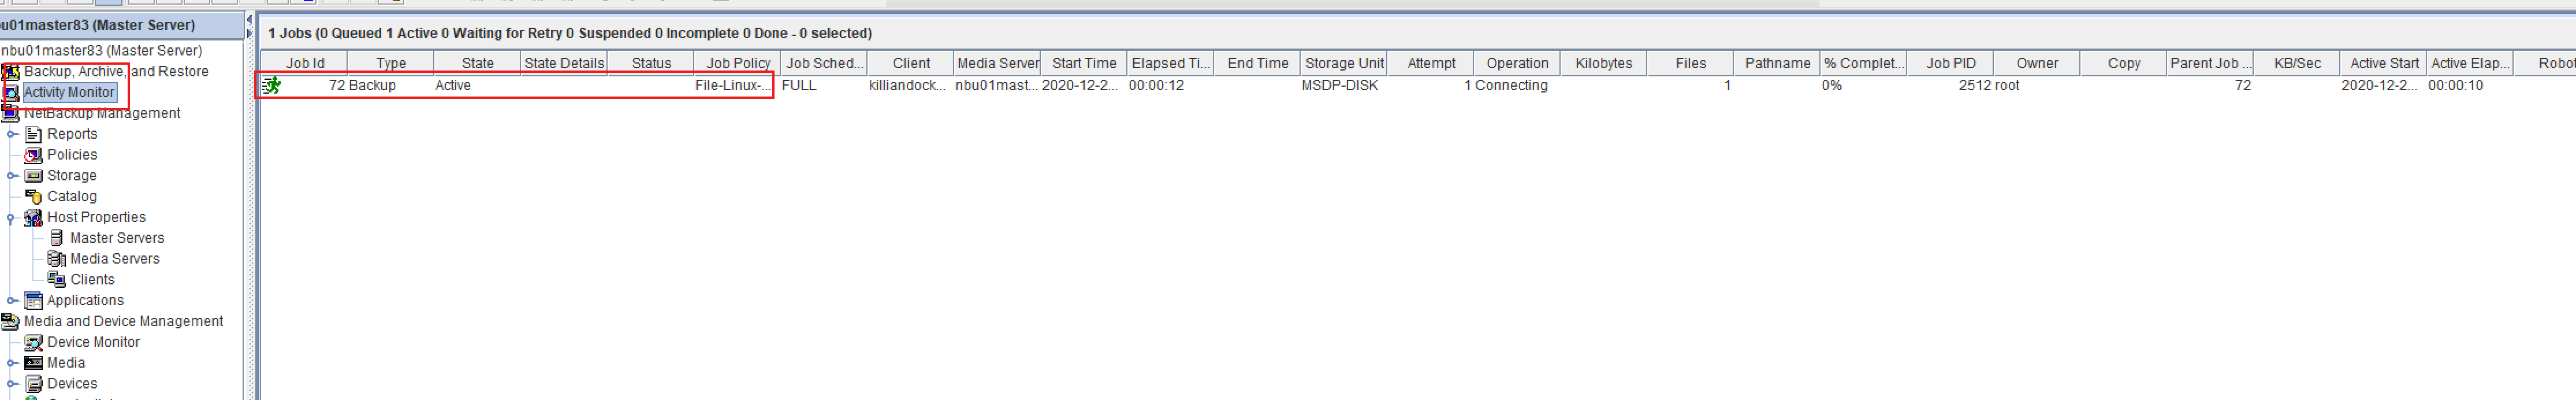 u01master83 (Master Server)
nbu01master83 (Master Server)
Backup, Archive, and Restore
Activity Monitor
NetBackup Management
Reports
Policies
Storage
Catalog
Host Properties
Master Servers
Media Servers
Clients
Applications
Media and Device Management
Device Monitor
Media
Devices
1 Jobs (0 Queued 1 Active 0 Waiting for Retry 0 Suspended 0 Incomplete 0 Done - 0 selected)
Job Id Type State State Details Status Job Policy Job Sched... Client Media Server Start Time Elapsed Ti... End Time Storage Unit Attempt Operation Kilobytes Files Pathname % Complet... Job PID Owner Copy Parent Job ... KB/Sec Active Start Active Elap... Robot
72 Backup Active File-Linux-... FULL killiandock... nbu01mast... 2020-12-2... 00:00:12 MSDP-DISK 1 Connecting 1 0% 2512 root 72 2020-12-2... 00:00:10